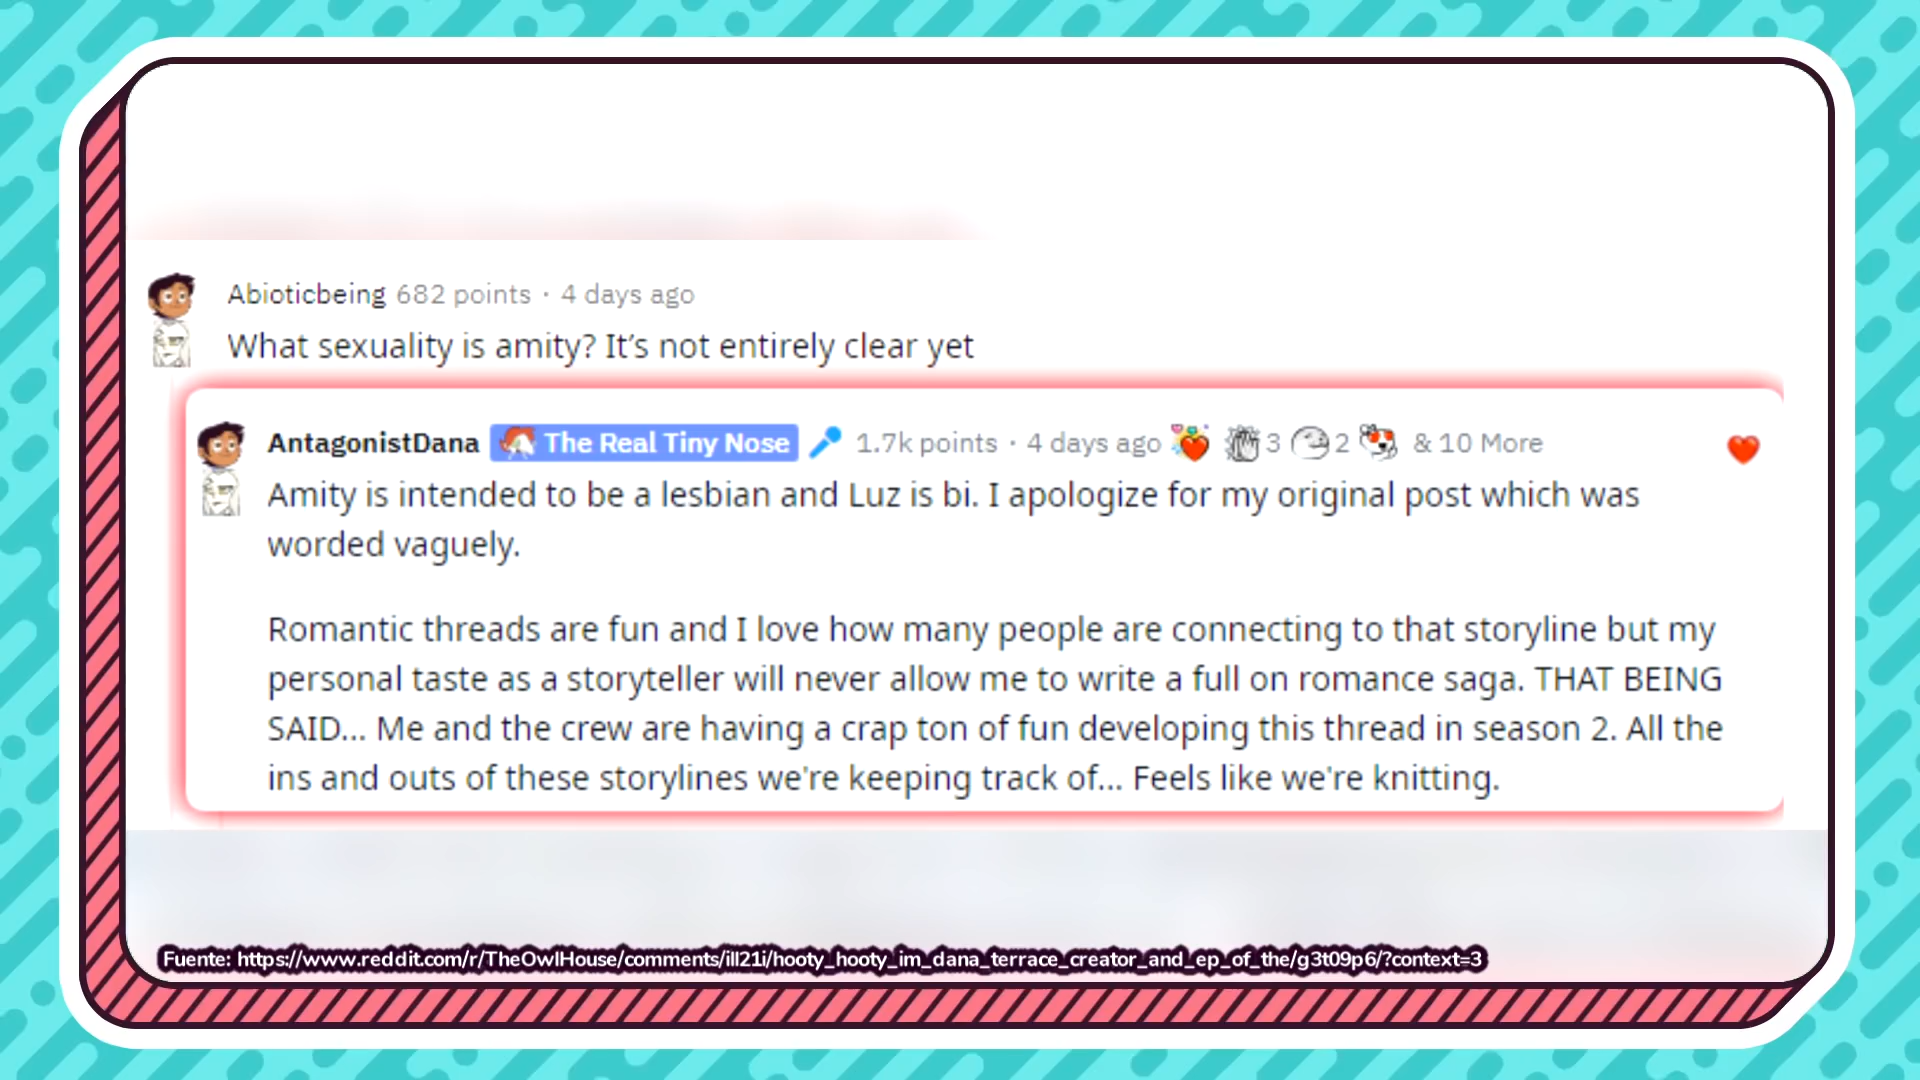 Abioticbeing 682 points · 4 days ago
What sexuality is amity? It's not entirely clear yet
AntagonistDana The Real Tiny Nose 1.7k points · 4 days ago 3 2 & 10 More
Amity is intended to be a lesbian and Luz is bi. I apologize for my original post which was
worded vaguely.
Romantic threads are fun and I love how many people are connecting to that storyline but my
personal taste as a storyteller will never allow me to write a full on romance saga. THAT BEING
SAID... Me and the crew are having a crap ton of fun developing this thread in season 2. All the
ins and outs of these storylines we're keeping track of... Feels like we're knitting.
Fuente: https://www.reddit.com/r/TheOwlHouse/comments/ill21i/hooty_hooty_im_dana_terrace_creator_and_ep_of_the/g3t09p6/?context=3